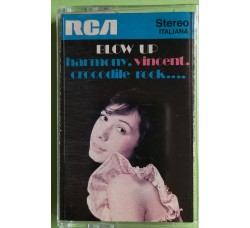 RCA
Stereo
ITALIANA
BLOW UP
harmony, vincent,
crocodile rock....